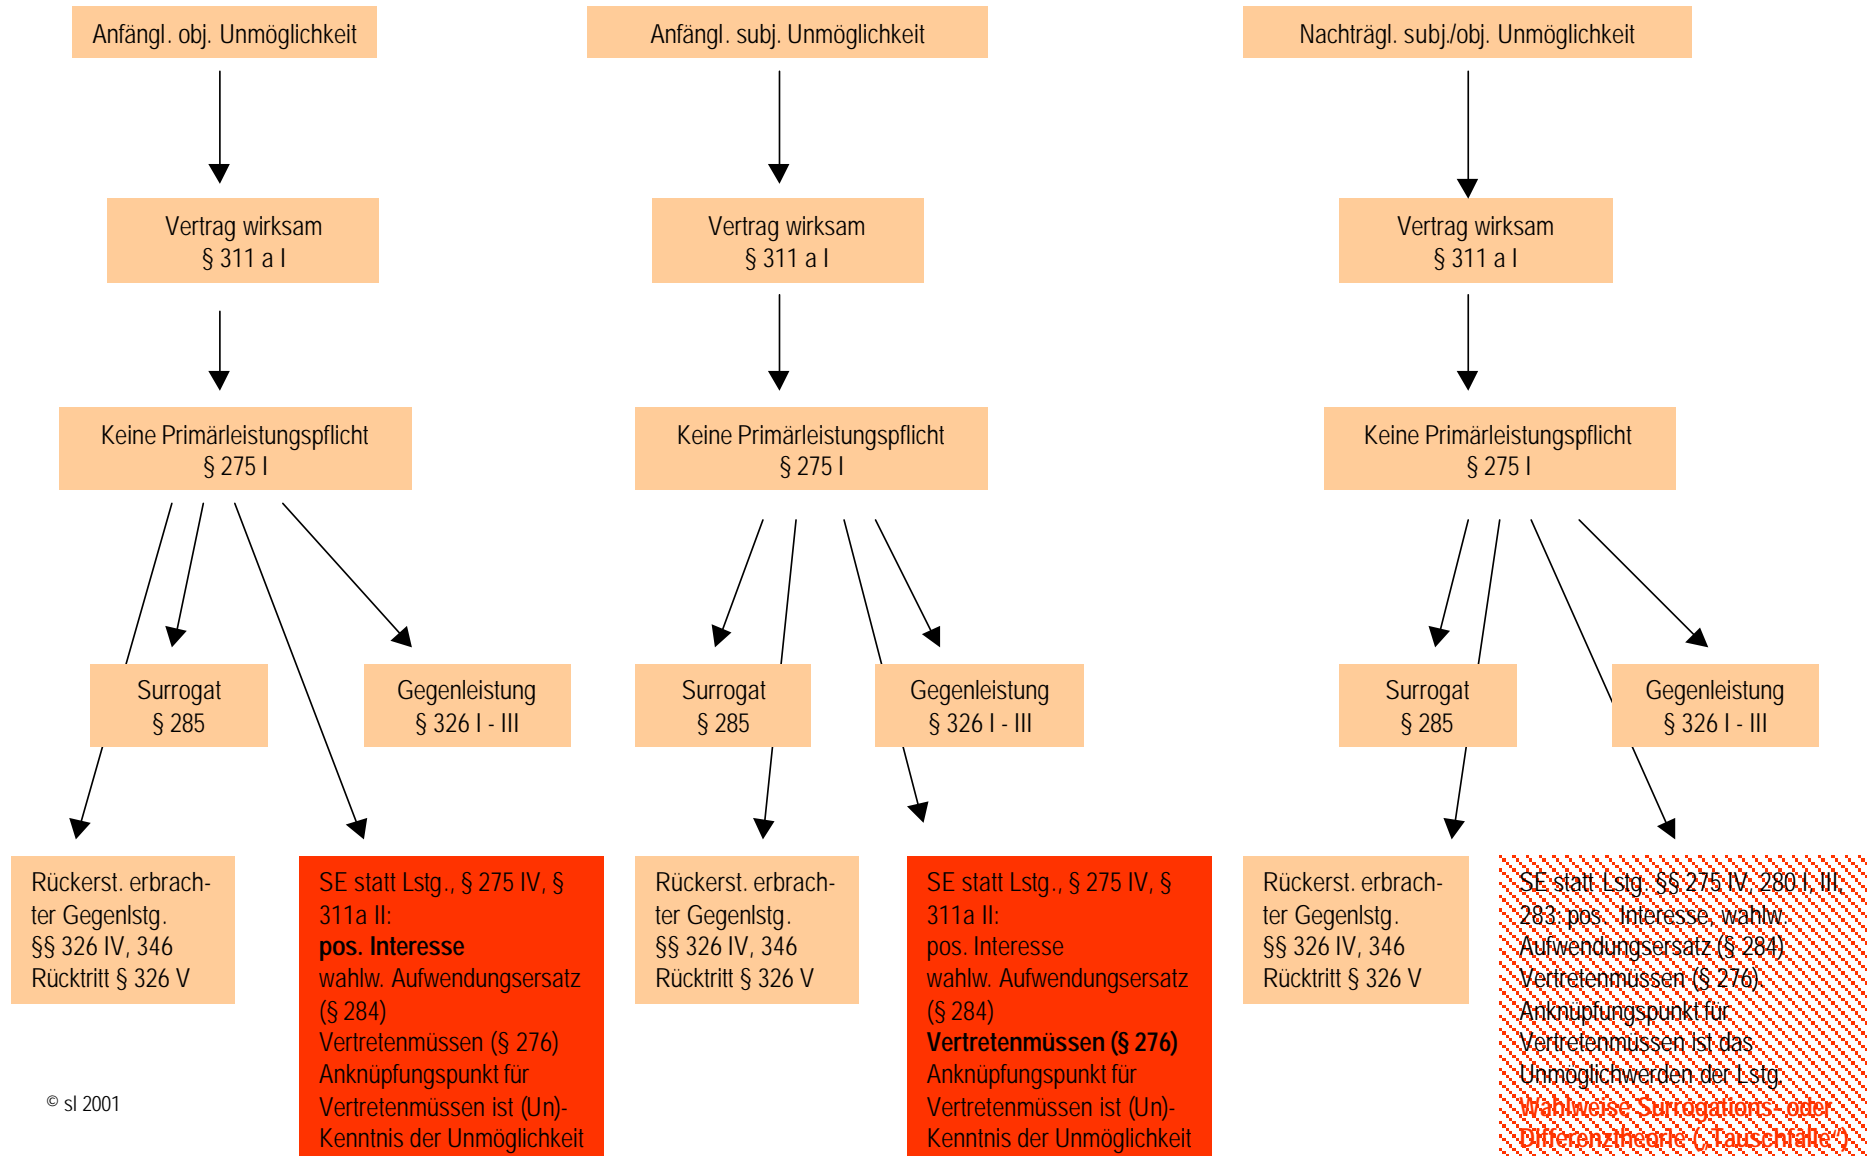 Anfängl. obj. Unmöglichkeit
Anfängl. subj. Unmöglichkeit
Nachträgl. subj./obj. Unmöglichkeit
Vertrag wirksam
§ 311 a I
Vertrag wirksam
§ 311 a I
Vertrag wirksam
§ 311 a I
Keine Primärleistungspflicht
§ 275 I
Keine Primärleistungspflicht
§ 275 I
Keine Primärleistungspflicht
§ 275 I
Surrogat
§ 285
Gegenleistung
§ 326 I - III
Surrogat
§ 285
Gegenleistung
§ 326 I - III
Surrogat
§ 285
Gegenleistung
§ 326 I - III
Rückerst. erbrach-
ter Gegenlstg.
§§ 326 IV, 346
Rücktritt § 326 V
SE statt Lstg., § 275 IV, §
311a II:
pos. Interesse
wahlw. Aufwendungsersatz
(§ 284)
Vertretenmüssen (§ 276)
Anknüpfungspunkt für
Vertretenmüssen ist (Un)-
Kenntnis der Unmöglichkeit
Rückerst. erbrach-
ter Gegenlstg.
§§ 326 IV, 346
Rücktritt § 326 V
SE statt Lstg., § 275 IV, §
311a II:
pos. Interesse
wahlw. Aufwendungsersatz
(§ 284)
Vertretenmüssen (§ 276)
Anknüpfungspunkt für
Vertretenmüssen ist (Un)-
Kenntnis der Unmöglichkeit
Rückerst. erbrach-
ter Gegenlstg.
§§ 326 IV, 346
Rücktritt § 326 V
SE statt Lstg. §§ 275 IV, 280 I, III,
283: pos. Interesse, wahlw.
Aufwendungsersatz (§ 284)
Vertretenmüssen (§ 276)
Anknüpfungspunkt für
Vertretenmüssen ist das
Unmöglichwerden der Lstg.
Wahlweise Surrogations- oder
Differenztheorie („Tauschfälle“)
© sl 2001